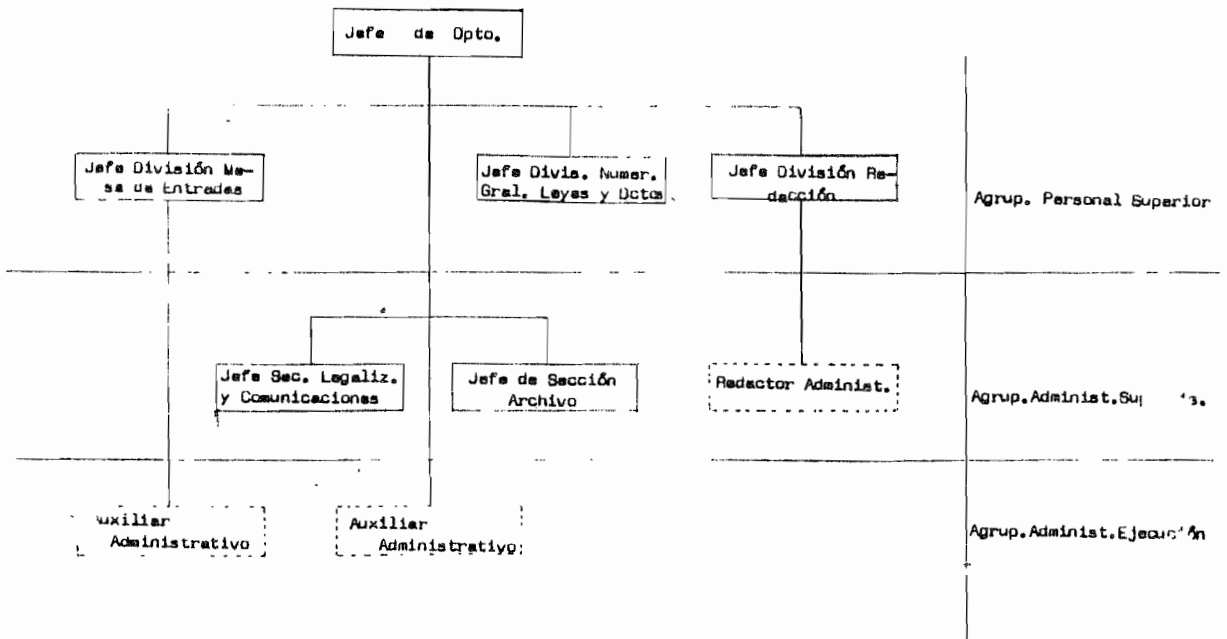 Jefe de Dpto.
Jefe División Me-
sa de Entradas
Jefe Divis. Numer.
Gral. Leyes y Dctos.
Jefe División Re-
dacción
Agrup. Personal Superior
Jefe Sec. Legaliz.
y Comunicaciones
Jefe de Sección
Archivo
Redactor Administ.
Agrup.Administ.
Auxiliar
Administrativo
Auxiliar
Administrativo
Agrup.Administ.Ejecución